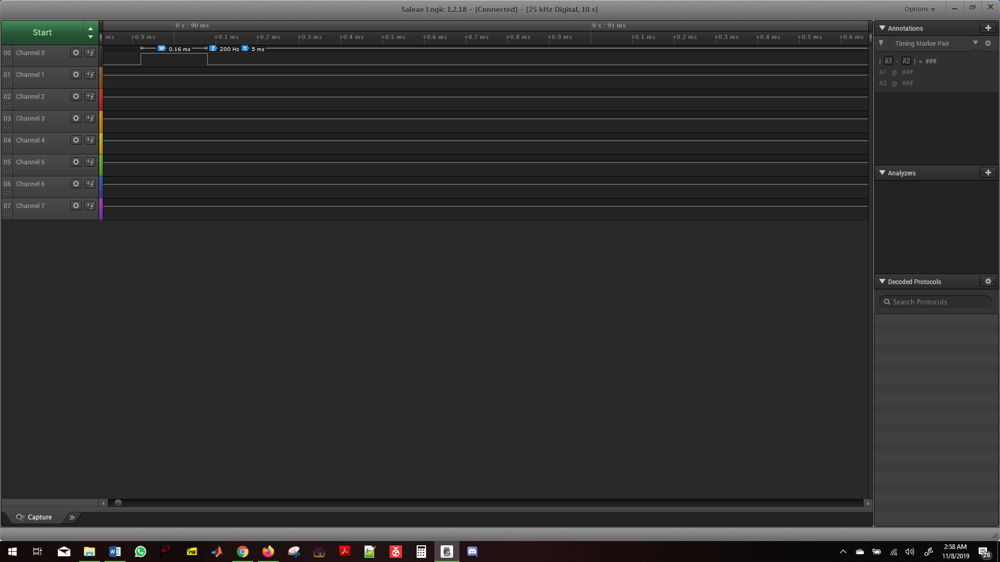 Saleae Logic 1.2.18 - [Connected] - [25 kHz Digital, 10 s]
Options
Start
0 s : 90 ms
0 s : 91 ms
ms
+0.9 ms
+0.1 ms
+0.2 ms
+0.3 ms
+0.4 ms
+0.5 ms
+0.6 ms
+0.7 ms
+0.8 ms
+0.9 ms
+0.1 ms
+0.2 ms
+0.3 ms
+0.4 ms
+0.5 ms
+0.6 ms
00 Channel 0
W 0.16 ms f 200 Hz τ 5 ms
01 Channel 1
02 Channel 2
03 Channel 3
04 Channel 4
05 Channel 5
06 Channel 6
07 Channel 7
Annotations
Timing Marker Pair
| A1 - A2 | = ###
A1 @ ###
A2 @ ###
Analyzers
Decoded Protocols
Search Protocols
Capture
PDF
2:58 AM
11/8/2019
28